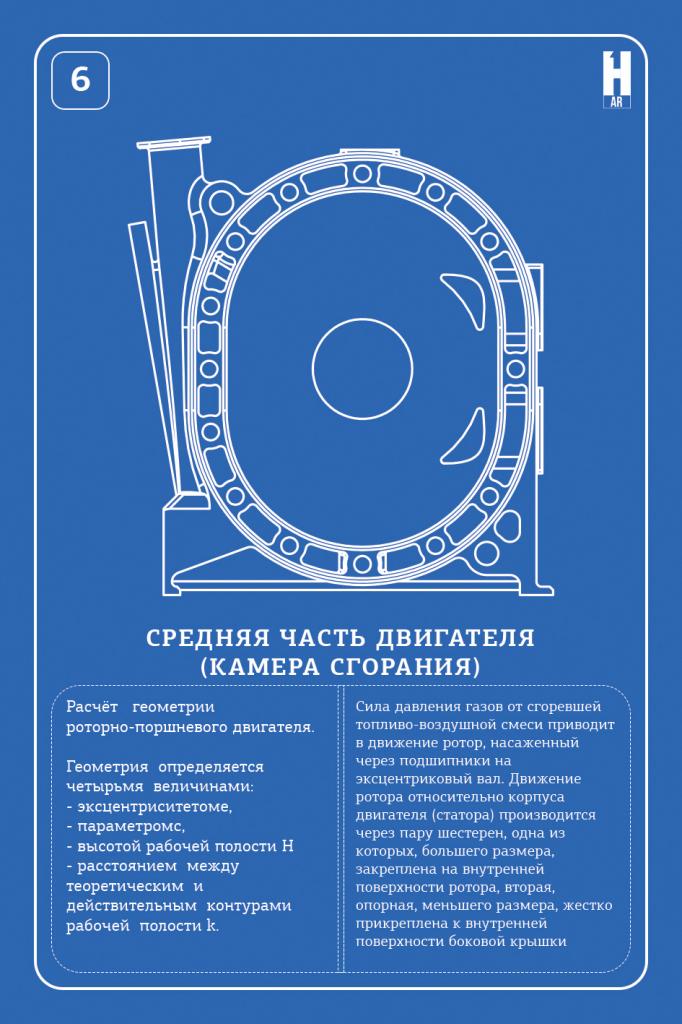 6
H
AR
СРЕДНЯЯ ЧАСТЬ ДВИГАТЕЛЯ
(КАМЕРА СГОРАНИЯ)
Расчёт геометрии
роторно-поршневого двигателя.
Геометрия определяется
четырьмя величинами:
- эксцентриситетоме,
- параметромс,
- высотой рабочей полости H
- расстоянием между
теоретическим и
действительным контурами
рабочей полости k.
Сила давления газов от сгоревшей
топливо-воздушной смеси приводит
в движение ротор, насаженный
через подшипники на
эксцентриковый вал. Движение
ротора относительно корпуса
двигателя (статора) производится
через пару шестерен, одна из
которых, большего размера,
закреплена на внутренней
поверхности ротора, вторая,
опорная, меньшего размера, жестко
прикреплена к внутренней
поверхности боковой крышки